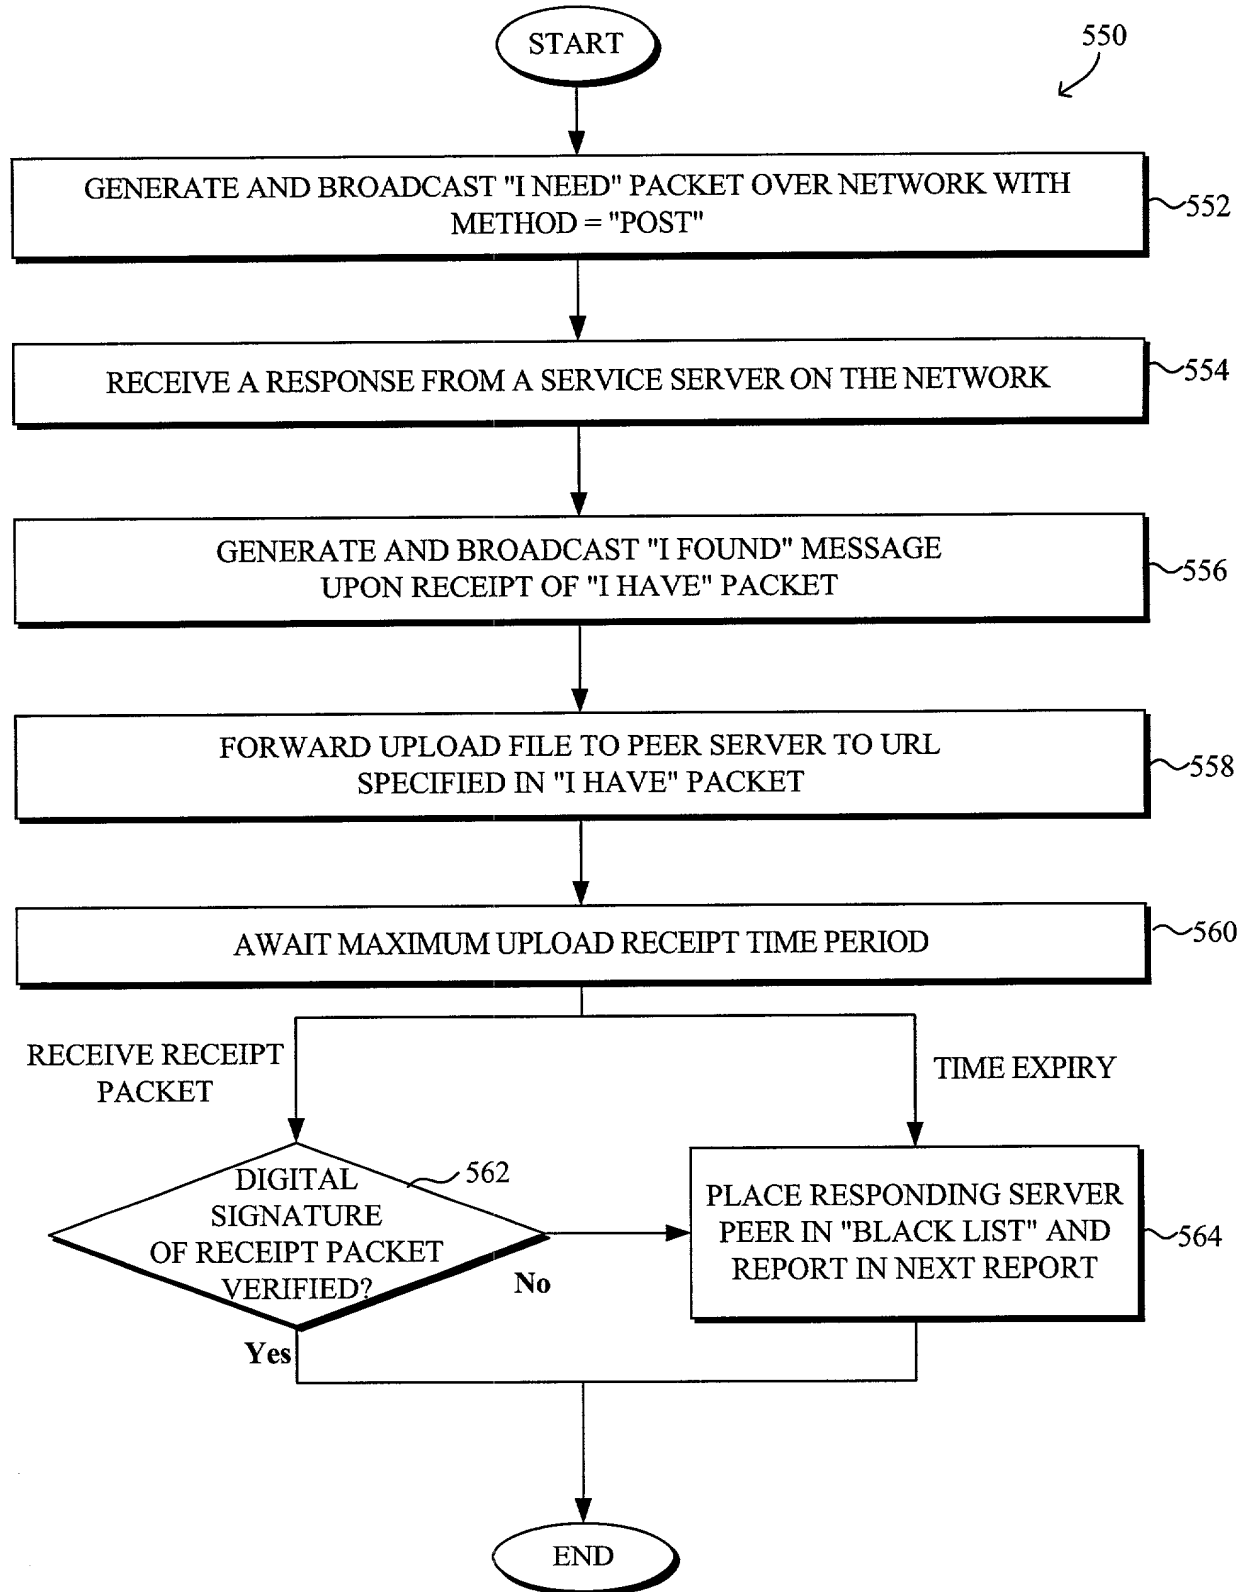 START
550
GENERATE AND BROADCAST "I NEED" PACKET OVER NETWORK WITH
METHOD = "POST"
552
RECEIVE A RESPONSE FROM A SERVICE SERVER ON THE NETWORK
554
GENERATE AND BROADCAST "I FOUND" MESSAGE
UPON RECEIPT OF "I HAVE" PACKET
556
FORWARD UPLOAD FILE TO PEER SERVER TO URL
SPECIFIED IN "I HAVE" PACKET
558
AWAIT MAXIMUM UPLOAD RECEIPT TIME PERIOD
560
RECEIVE RECEIPT
PACKET
TIME EXPIRY
DIGITAL
SIGNATURE
OF RECEIPT PACKET
VERIFIED?
562
No
Yes
PLACE RESPONDING SERVER
PEER IN "BLACK LIST" AND
REPORT IN NEXT REPORT
564
END